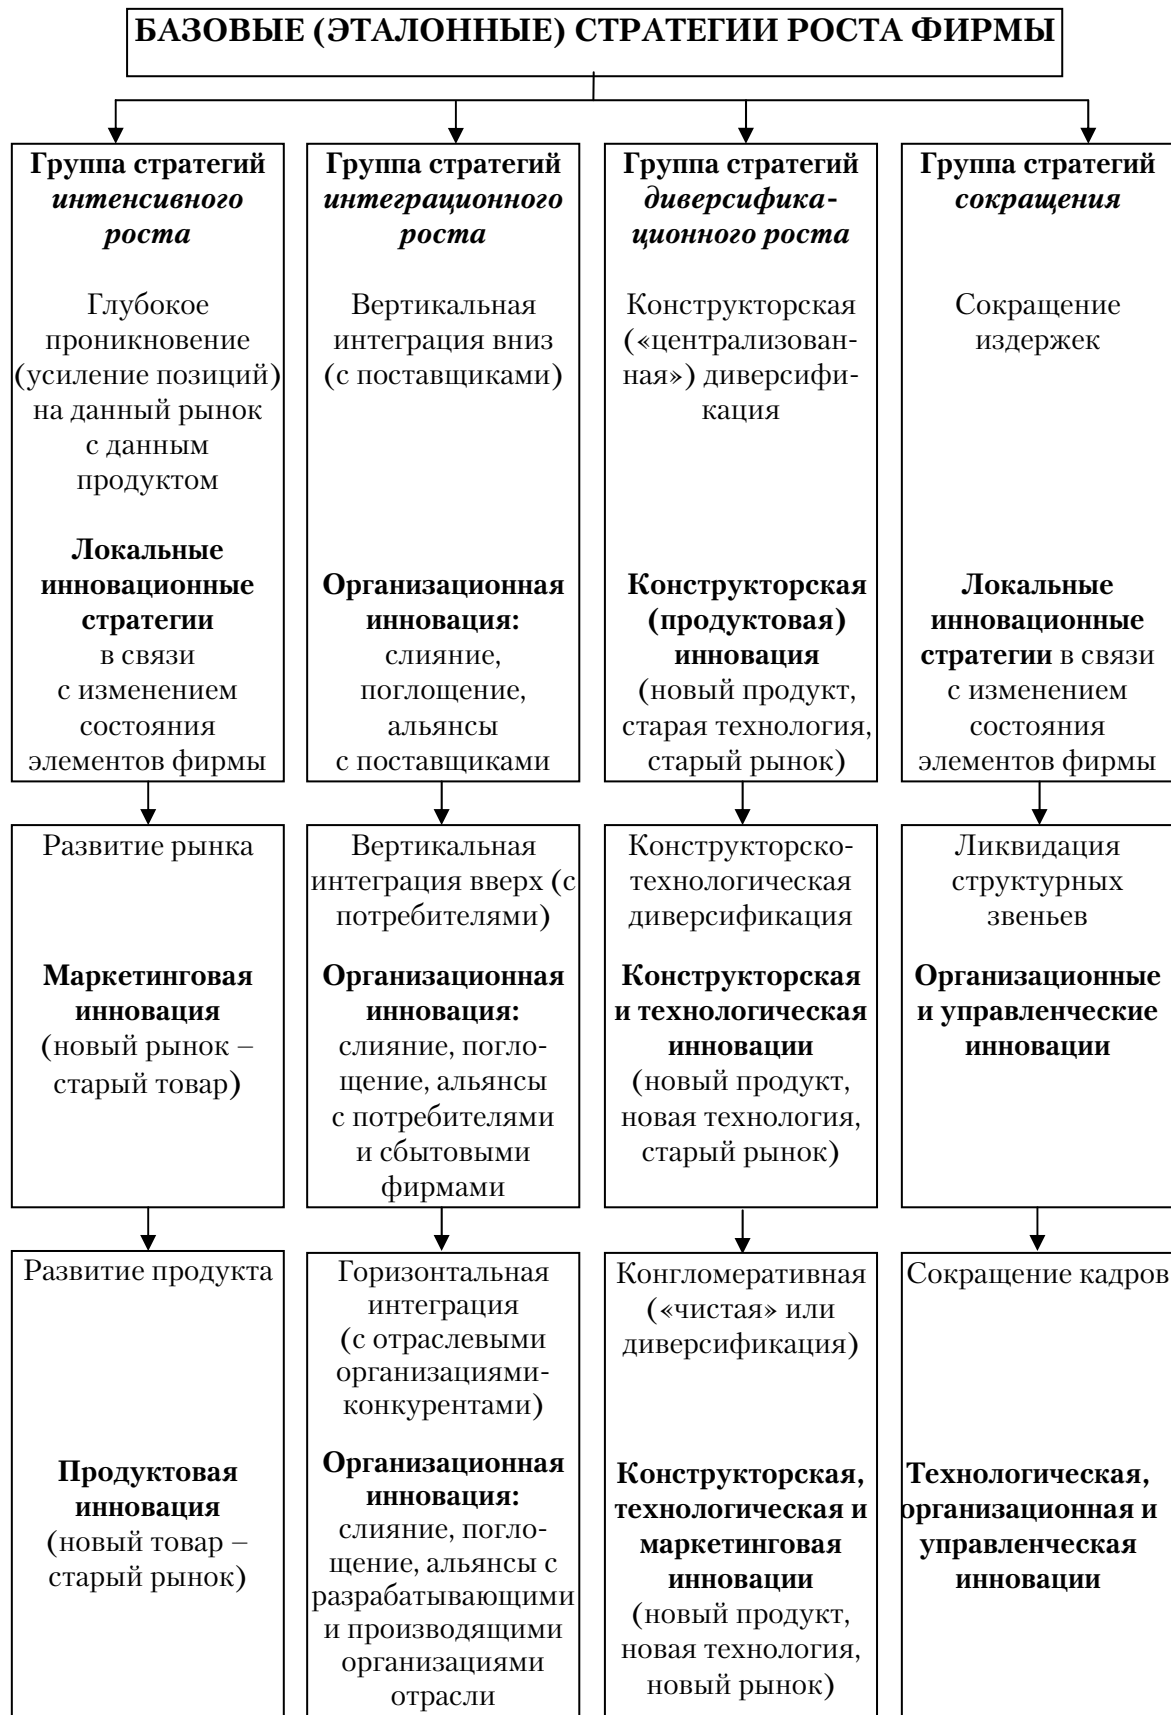 БАЗОВЫЕ (ЭТАЛОННЫЕ) СТРАТЕГИИ РОСТА ФИРМЫ
Группа стратегий
интенсивного
роста
Глубокое
проникновение
(усиление позиций)
на данный рынок
с данным
продуктом
Локальные
инновационные
стратегии
в связи
с изменением
состояния
элементов фирмы
Группа стратегий
интеграционного
роста
Вертикальная
интеграция вниз
(с поставщиками)
Организационная
инновация:
слияние,
поглощение,
альянсы
с поставщиками
Группа стратегий
диверсифика-
ционного роста
Конструкторская
(«централизован-
ная») диверсифи-
кация
Конструкторская
(продуктовая)
инновация
(новый продукт,
старая технология,
старый рынок)
Группа стратегий
сокращения
Сокращение
издержек
Локальные
инновационные
стратегии в связи
с изменением
состояния
элементов фирмы
Развитие рынка
Маркетинговая
инновация
(новый рынок –
старый товар)
Вертикальная
интеграция вверх (с
потребителями)
Организационная
инновация:
слияние, погло-
щение, альянсы
с потребителями
и сбытовыми
фирмами
Конструкторско-
технологическая
диверсификация
Конструкторская
и технологическая
инновации
(новый продукт,
новая технология,
старый рынок)
Ликвидация
структурных
звеньев
Организационные
и управленческие
инновации
Развитие продукта
Продуктовая
инновация
(новый товар –
старый рынок)
Горизонтальная
интеграция
(с отраслевыми
организациями-
конкурентами)
Организационная
инновация:
слияние, погло-
щение, альянсы с
разрабатывающими
и производящими
организациями
отрасли
Конгломеративная
(«чистая» или
диверсификация)
Конструкторская,
технологическая и
маркетинговая
инновации
(новый продукт,
новая технология,
новый рынок)
Сокращение кадров
Технологическая,
организационная и
управленческая
инновации